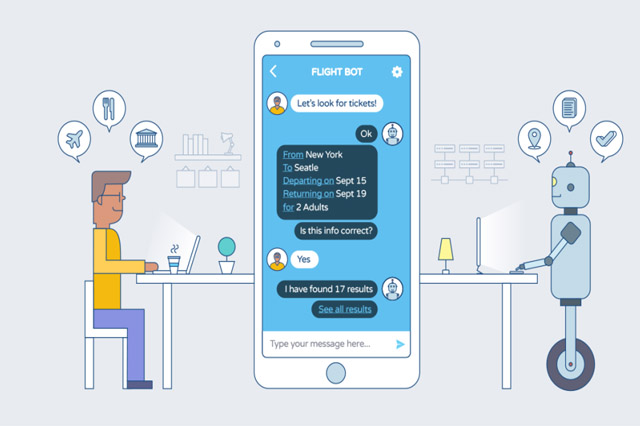 FLIGHT BOT
Let's look for tickets!
Ok
From New York
To Seatle
Departing on Sept 15
Returning on Sept 19
for 2 Adults
Is this info correct?
Yes
I have found 17 results
See all results
Type your message here...